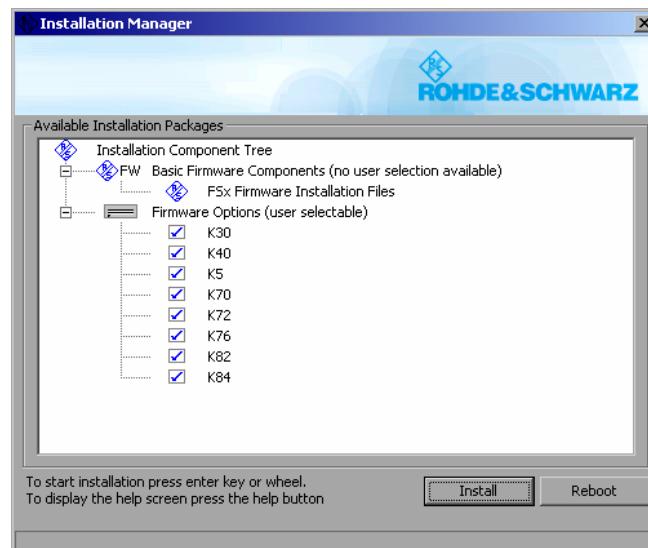 Installation Manager
ROHDE&SCHWARZ
Available Installation Packages
Installation Component Tree
FW Basic Firmware Components (no user selection available)
FSx Firmware Installation Files
Firmware Options (user selectable)
K30
K40
K5
K70
K72
K76
K82
K84
To start installation press enter key or wheel.
To display the help screen press the help button
Install
Reboot